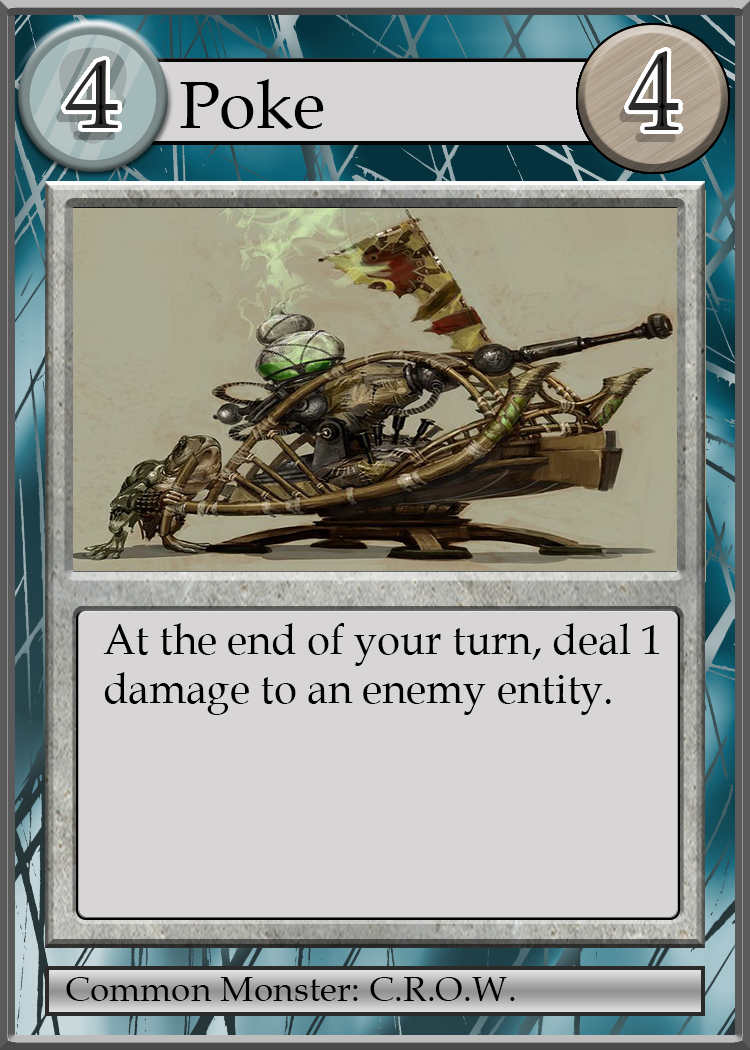 4 Poke 4
At the end of your turn, deal 1
damage to an enemy entity.
Common Monster: C.R.O.W.